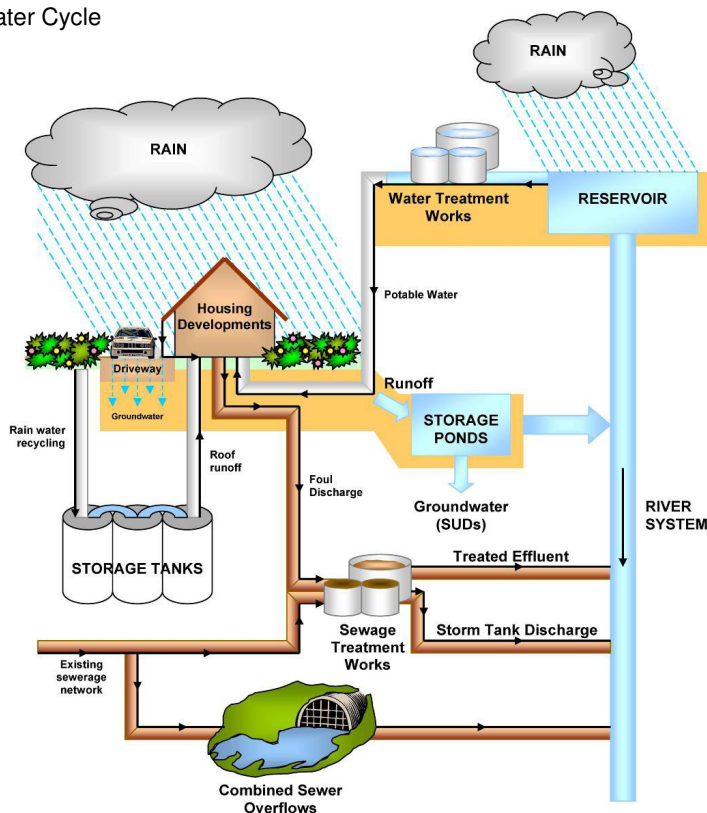 ater Cycle
RAIN
RAIN
Water Treatment
Works
RESERVOIR
Potable Water
Housing
Developments
Driveway
Groundwater
Runoff
STORAGE
PONDS
Rain water
recycling
Roof
runoff
Foul
Discharge
Groundwater
(SUDs)
RIVER
SYSTEM
STORAGE TANKS
Treated Effluent
Sewage
Treatment
Works
Storm Tank Discharge
Existing
sewerage
network
Combined Sewer
Overflows